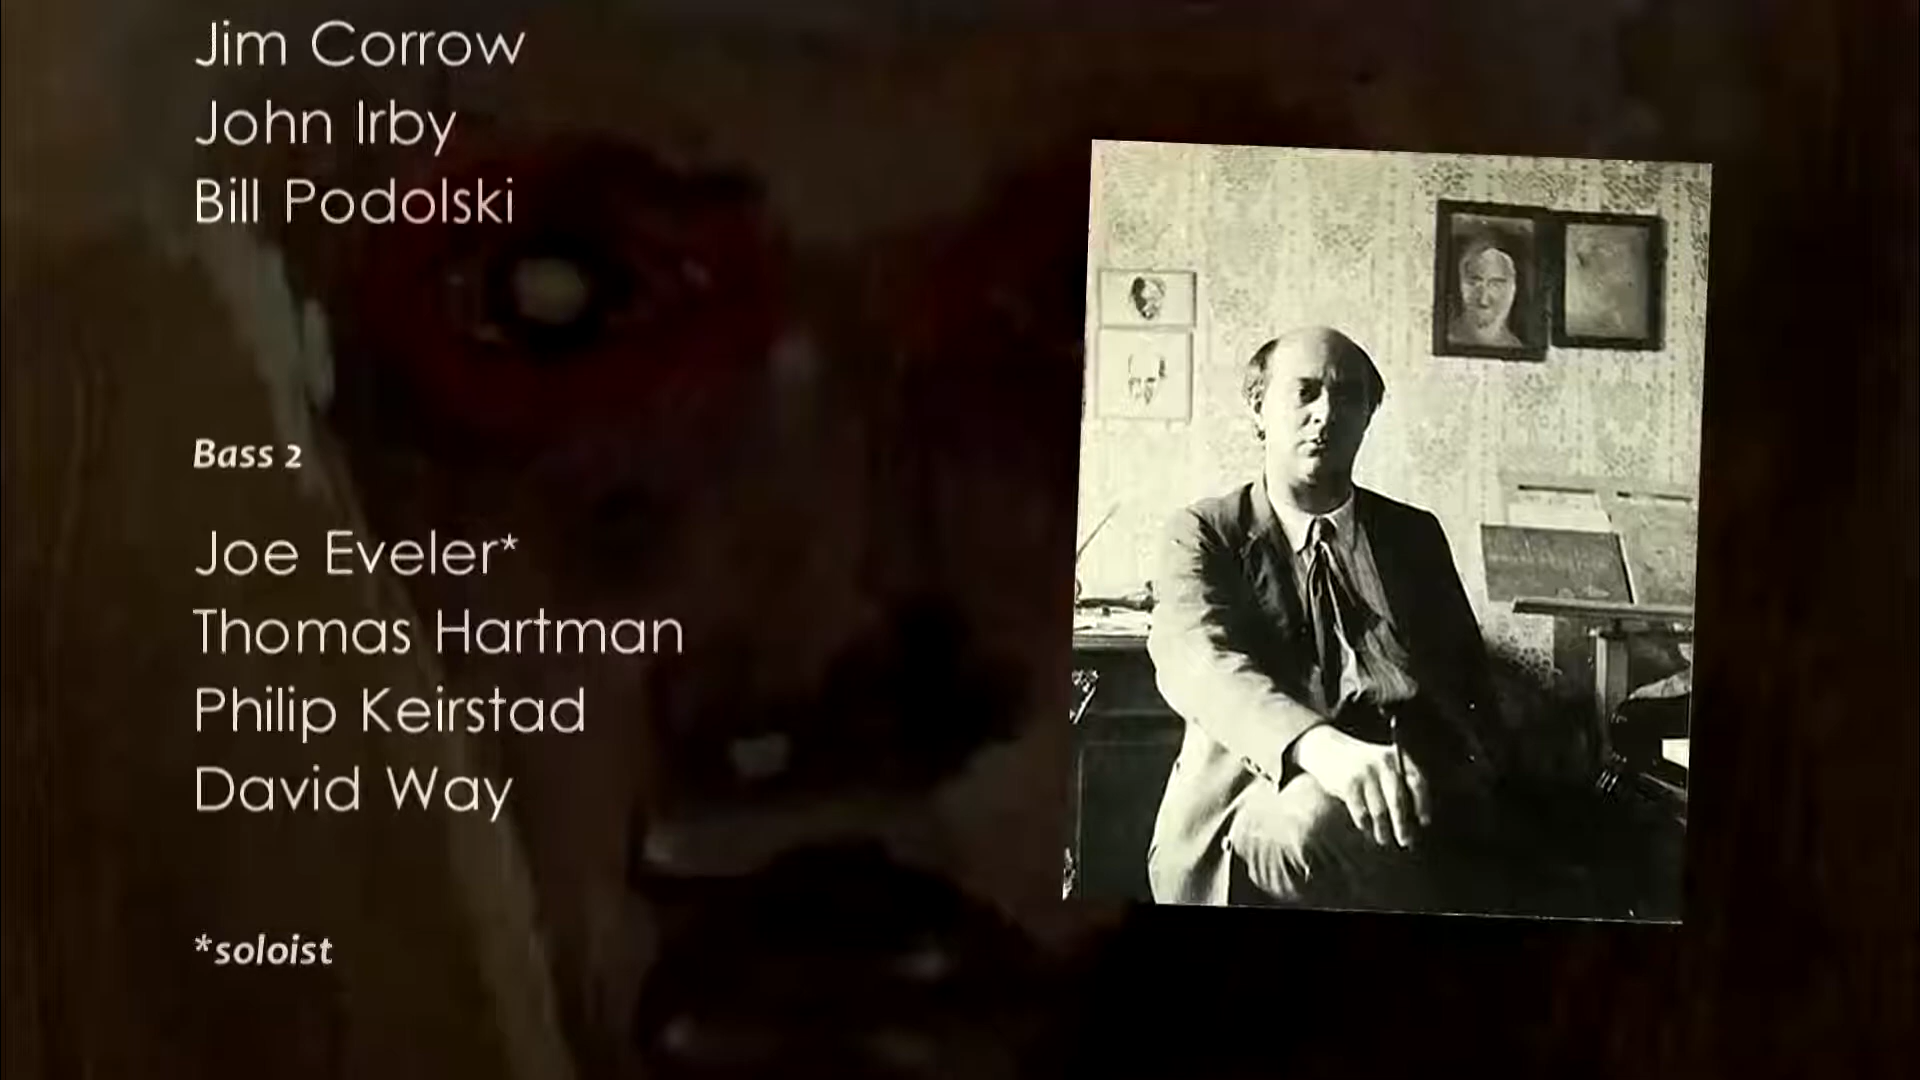 Jim Corrow
John Irby
Bill Podolski
Bass 2
Joe Eveler*
Thomas Hartman
Philip Keirstad
David Way
*soloist